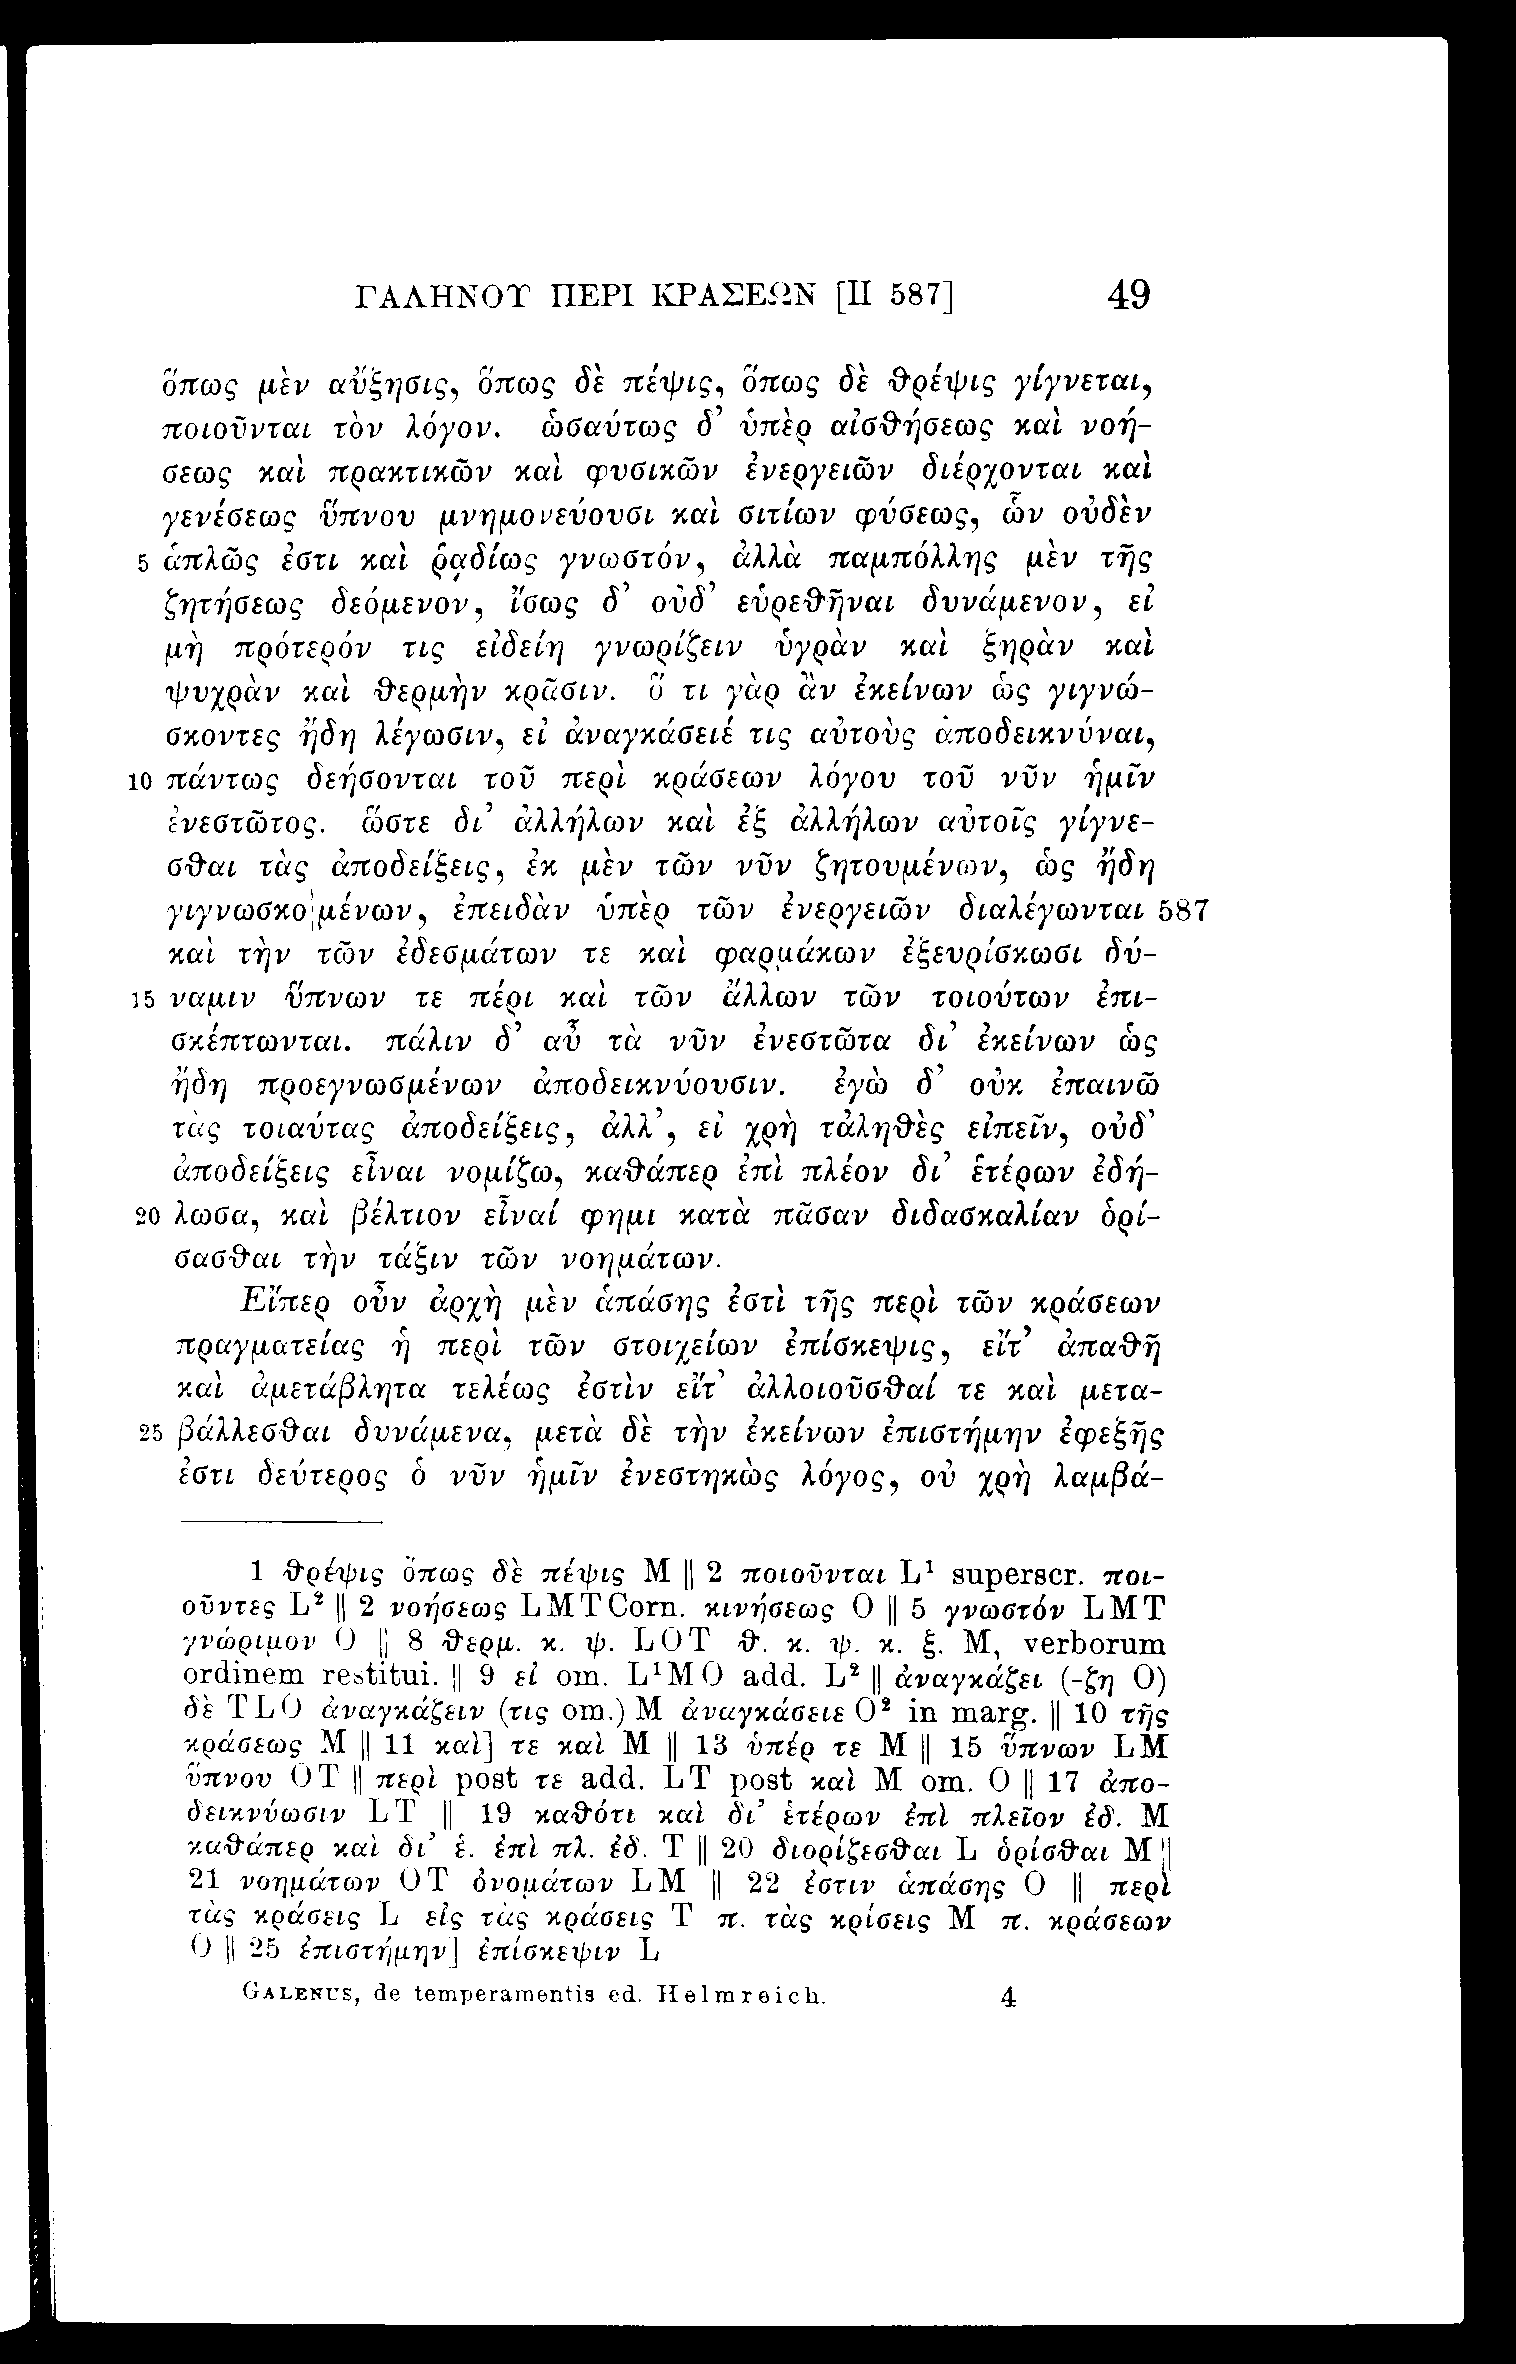 ΓΑΛΗΝΟΥ ΠΕΡΙ ΚΡΑΣΕΩΝ [II 587] 49
ὅπως μὲν αὔξησις, ὅπως δὲ πέψις, ὅπως δὲ θρέψις γίγνεται,
ποιοῦνται τὸν λόγον. ὡσαύτως δ’ ὑπὲρ αἰσθήσεως καὶ νοή-
σεως καὶ πρακτικῶν καὶ φυσικῶν ἐνεργειῶν διέρχονται καὶ
γενέσεως ὕπνου μνημονεύουσι καὶ σιτίων φύσεως, ὧν οὐδὲν
5 ἁπλῶς ἐστι καὶ ῥᾳδίως γνωστόν, ἀλλὰ παμπόλλης μὲν τῆς
ζητήσεως δεόμενον, ἴσως δ’ οὐδ’ εὑρεθῆναι δυνάμενον, εἰ
μὴ πρότερόν τις εἰδείη γνωρίζειν ὑγρὰν καὶ ξηρὰν καὶ
ψυχρὰν καὶ θερμὴν κρᾶσιν. ὅ τι γὰρ ἂν ἐκείνων ὡς γιγνώ-
σκοντες ἤδη λέγωσιν, εἰ ἀναγκάσειέ τις αὐτοὺς ἀποδεικνύναι,
10 πάντως δεήσονται τοῦ περὶ κράσεων λόγου τοῦ νῦν ἡμῖν
ἐνεστῶτος. ὥστε δι’ ἀλλήλων καὶ ἐξ ἀλλήλων αὐτοῖς γίγνε-
σθαι τὰς ἀποδείξεις, ἐκ μὲν τῶν νῦν ζητουμένων, ὡς ἤδη
γιγνωσκο|μένων, ἐπειδὰν ὑπὲρ τῶν ἐνεργειῶν διαλέγωνται 587
καὶ τὴν τῶν ἐδεσμάτων τε καὶ φαρμάκων ἐξευρίσκωσι δύ-
15 ναμιν ὕπνων τε πέρι καὶ τῶν ἄλλων τῶν τοιούτων ἐπι-
σκέπτωνται. πάλιν δ’ αὖ τὰ νῦν ἐνεστῶτα δι’ ἐκείνων ὡς
ἤδη προεγνωσμένων ἀποδεικνύουσιν. ἐγὼ δ’ οὐκ ἐπαινῶ
τὰς τοιαύτας ἀποδείξεις, ἀλλ’, εἰ χρὴ τἀληθὲς εἰπεῖν, οὐδ’
ἀποδείξεις εἶναι νομίζω, καθάπερ ἐπὶ πλέον δι’ ἑτέρων ἐδή-
20 λωσα, καὶ βέλτιον εἶναί φημι κατὰ πᾶσαν διδασκαλίαν ὁρί-
σασθαι τὴν τάξιν τῶν νοημάτων.
Εἴπερ οὖν ἀρχὴ μὲν ἁπάσης ἐστὶ τῆς περὶ τῶν κράσεων
πραγματείας ἡ περὶ τῶν στοιχείων ἐπίσκεψις, εἴτ’ ἀπαθῆ
καὶ ἀμετάβλητα τελέως ἐστὶν εἴτ’ ἀλλοιοῦσθαί τε καὶ μετα-
25 βάλλεσθαι δυνάμενα, μετὰ δὲ τὴν ἐκείνων ἐπιστήμην ἐφεξῆς
ἐστι δεύτερος ὁ νῦν ἡμῖν ἐνεστηκὼς λόγος, οὐ χρὴ λαμβά-
1 θρέψις ὅπως δὲ πέψις M || 2 ποιοῦνται L¹ superscr. ποι-
οῦντες L² || 2 νοήσεως LMT Corn. κινήσεως O || 5 γνωστόν LMT
γνώριμον O || 8 θερμ. κ. ψ. LOT θ. κ. ψ. κ. ξ. M, verborum
ordinem restitui. || 9 εἰ om. L¹MO add. L² || ἀναγκάζει (-ζη O)
δὲ TLO ἀναγκάζειν (τις om.) M ἀναγκάσειε O² in marg. || 10 τῆς
κράσεως M || 11 καὶ] τε καὶ M || 13 ὑπέρ τε M || 15 ὕπνων LM
ὕπνου OT || περὶ post τε add. LT post καὶ M om. O || 17 ἀπο-
δεικνύωσιν LT || 19 καθότι καὶ δι’ ἑτέρων ἐπὶ πλεῖον ἐδ. M
καθάπερ καὶ δι’ ἑ. ἐπὶ πλ. ἐδ. T || 20 διορίζεσθαι L ὁρίσθαι M ||
21 νοημάτων OT ὀνομάτων LM || 22 ἐστιν ἁπάσης O || περὶ
τὰς κράσεις L εἰς τὰς κράσεις T π. τὰς κρίσεις M π. κράσεων
O || 25 ἐπιστήμην] ἐπίσκεψιν L
GALENUS, de temperamentis ed. Helmreich. 4